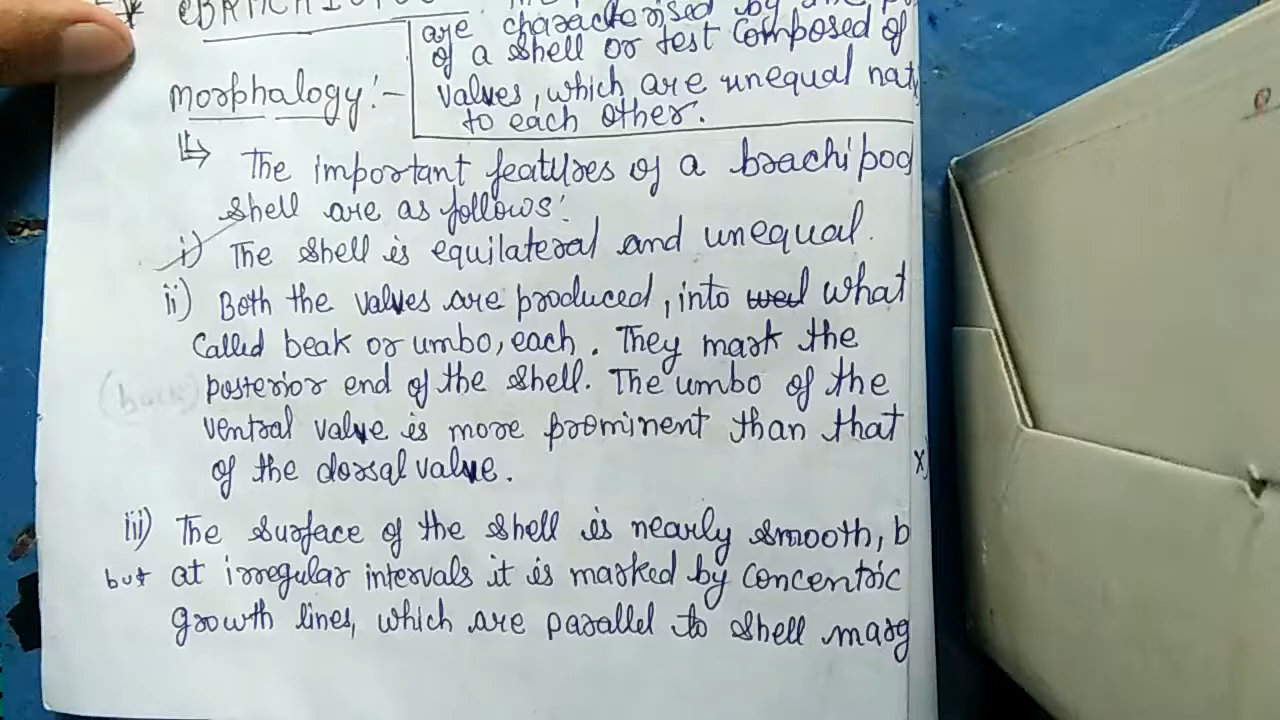 are characterised by
of a shell or test composed of
Morphalogy:- valves, which are unequal nat
to each other.
The important features of a brachipod
shell are as follows:
i) The shell is equilateral and unequal.
ii) Both the valves are produced, into what
called beak or umbo, each. They mark the
(back) posterior end of the shell. The umbo of the
ventral valve is more prominent than that
of the dorsal valve.
x)
iii) The surface of the shell is nearly smooth, b
but at irregular intervals it is marked by concentric
growth lines, which are parallel to shell marg